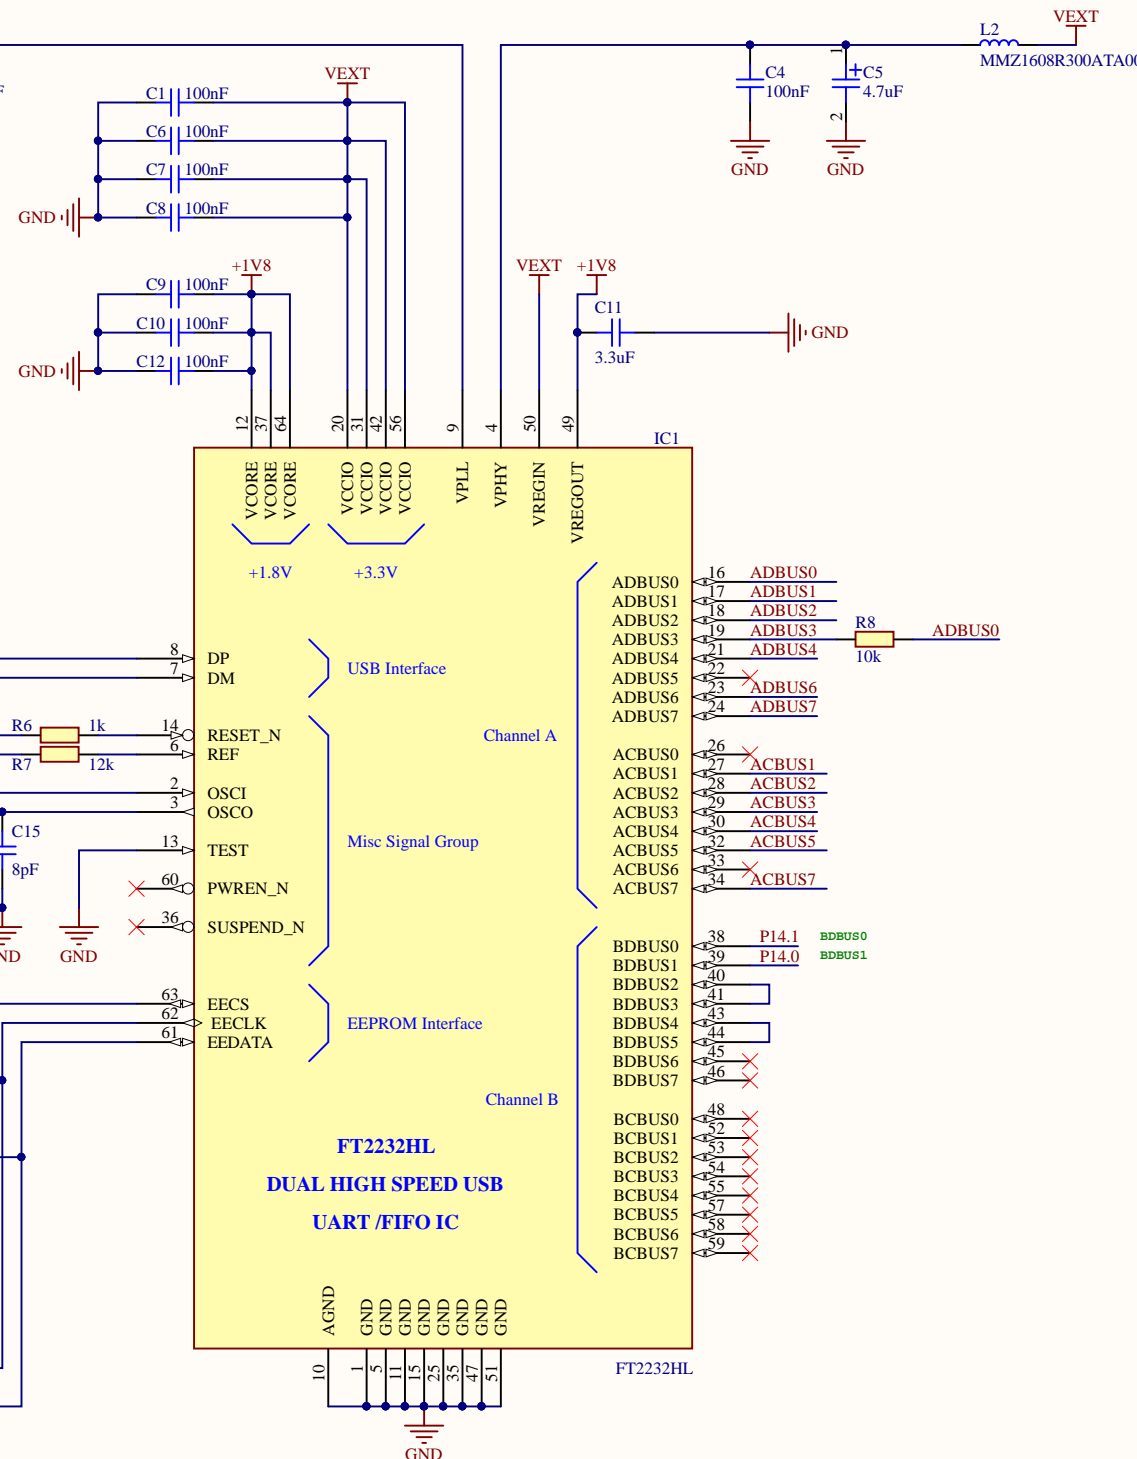 VEXT
L2
MMZ1608R300ATA00
1
C4
100nF
C5
4.7uF
2
GND
GND
F
VEXT
C1 100nF
C6 100nF
C7 100nF
C8 100nF
GND
+1V8
C9 100nF
C10 100nF
C12 100nF
GND
VEXT
+1V8
C11
3.3uF
GND
12
37
64
20
31
42
56
9
4
50
49
IC1
VCORE
VCORE
VCORE
VCCIO
VCCIO
VCCIO
VCCIO
VPLL
VPHY
VREGIN
VREGOUT
+1.8V
+3.3V
8 DP
7 DM
USB Interface
R6 1k
14 RESET_N
R7 12k
6 REF
2 OSCI
3 OSCO
C15
8pF
13 TEST
Misc Signal Group
60 PWREN_N
36 SUSPEND_N
ND
GND
63 EECS
62 EECLK
61 EEDATA
EEPROM Interface
ADBUS0 16 ADBUS0
ADBUS1 17 ADBUS1
ADBUS2 18 ADBUS2
ADBUS3 19 ADBUS3
R8
10k
ADBUS0
ADBUS4 21 ADBUS4
ADBUS5 22
ADBUS6 23 ADBUS6
ADBUS7 24 ADBUS7
Channel A
ACBUS0 26
ACBUS1 27 ACBUS1
ACBUS2 28 ACBUS2
ACBUS3 29 ACBUS3
ACBUS4 30 ACBUS4
ACBUS5 32 ACBUS5
ACBUS6 33
ACBUS7 34 ACBUS7
BDBUS0 38 P14.1 BDBUS0
BDBUS1 39 P14.0 BDBUS1
BDBUS2 40
BDBUS3 41
BDBUS4 43
BDBUS5 44
BDBUS6 45
BDBUS7 46
Channel B
BCBUS0 48
BCBUS1 52
BCBUS2 53
BCBUS3 54
BCBUS4 55
BCBUS5 57
BCBUS6 58
BCBUS7 59
FT2232HL
DUAL HIGH SPEED USB
UART /FIFO IC
AGND
GND
GND
GND
GND
GND
GND
GND
GND
10
1
5
11
15
25
35
47
51
FT2232HL
GND